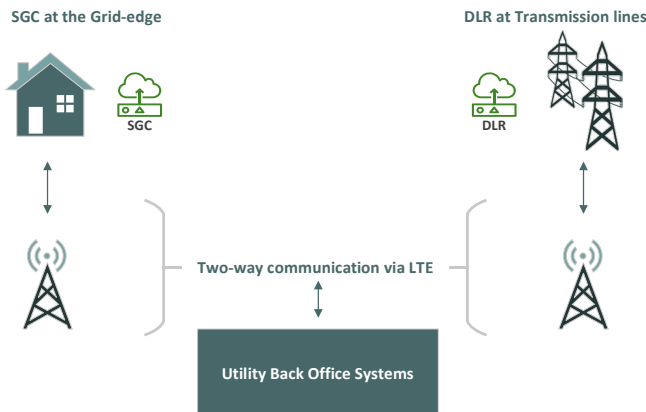 SGC at the Grid-edge
DLR at Transmission lines
SGC
DLR
Two-way communication via LTE
Utility Back Office Systems